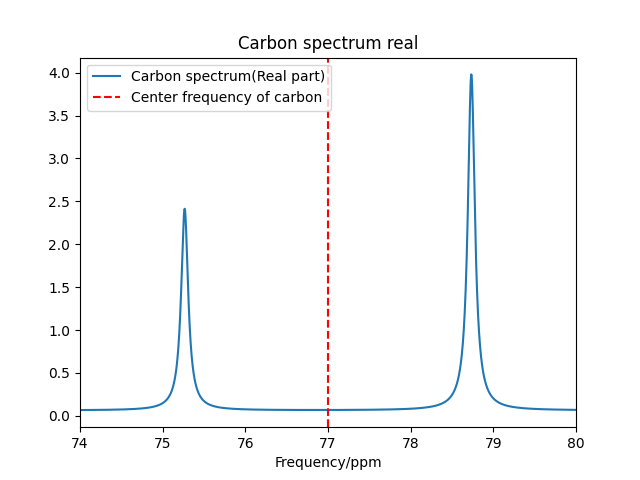 Carbon spectrum real
Carbon spectrum(Real part)
Center frequency of carbon
4.0
3.5
3.0
2.5
2.0
1.5
1.0
0.5
0.0
74 75 76 77 78 79 80
Frequency/ppm